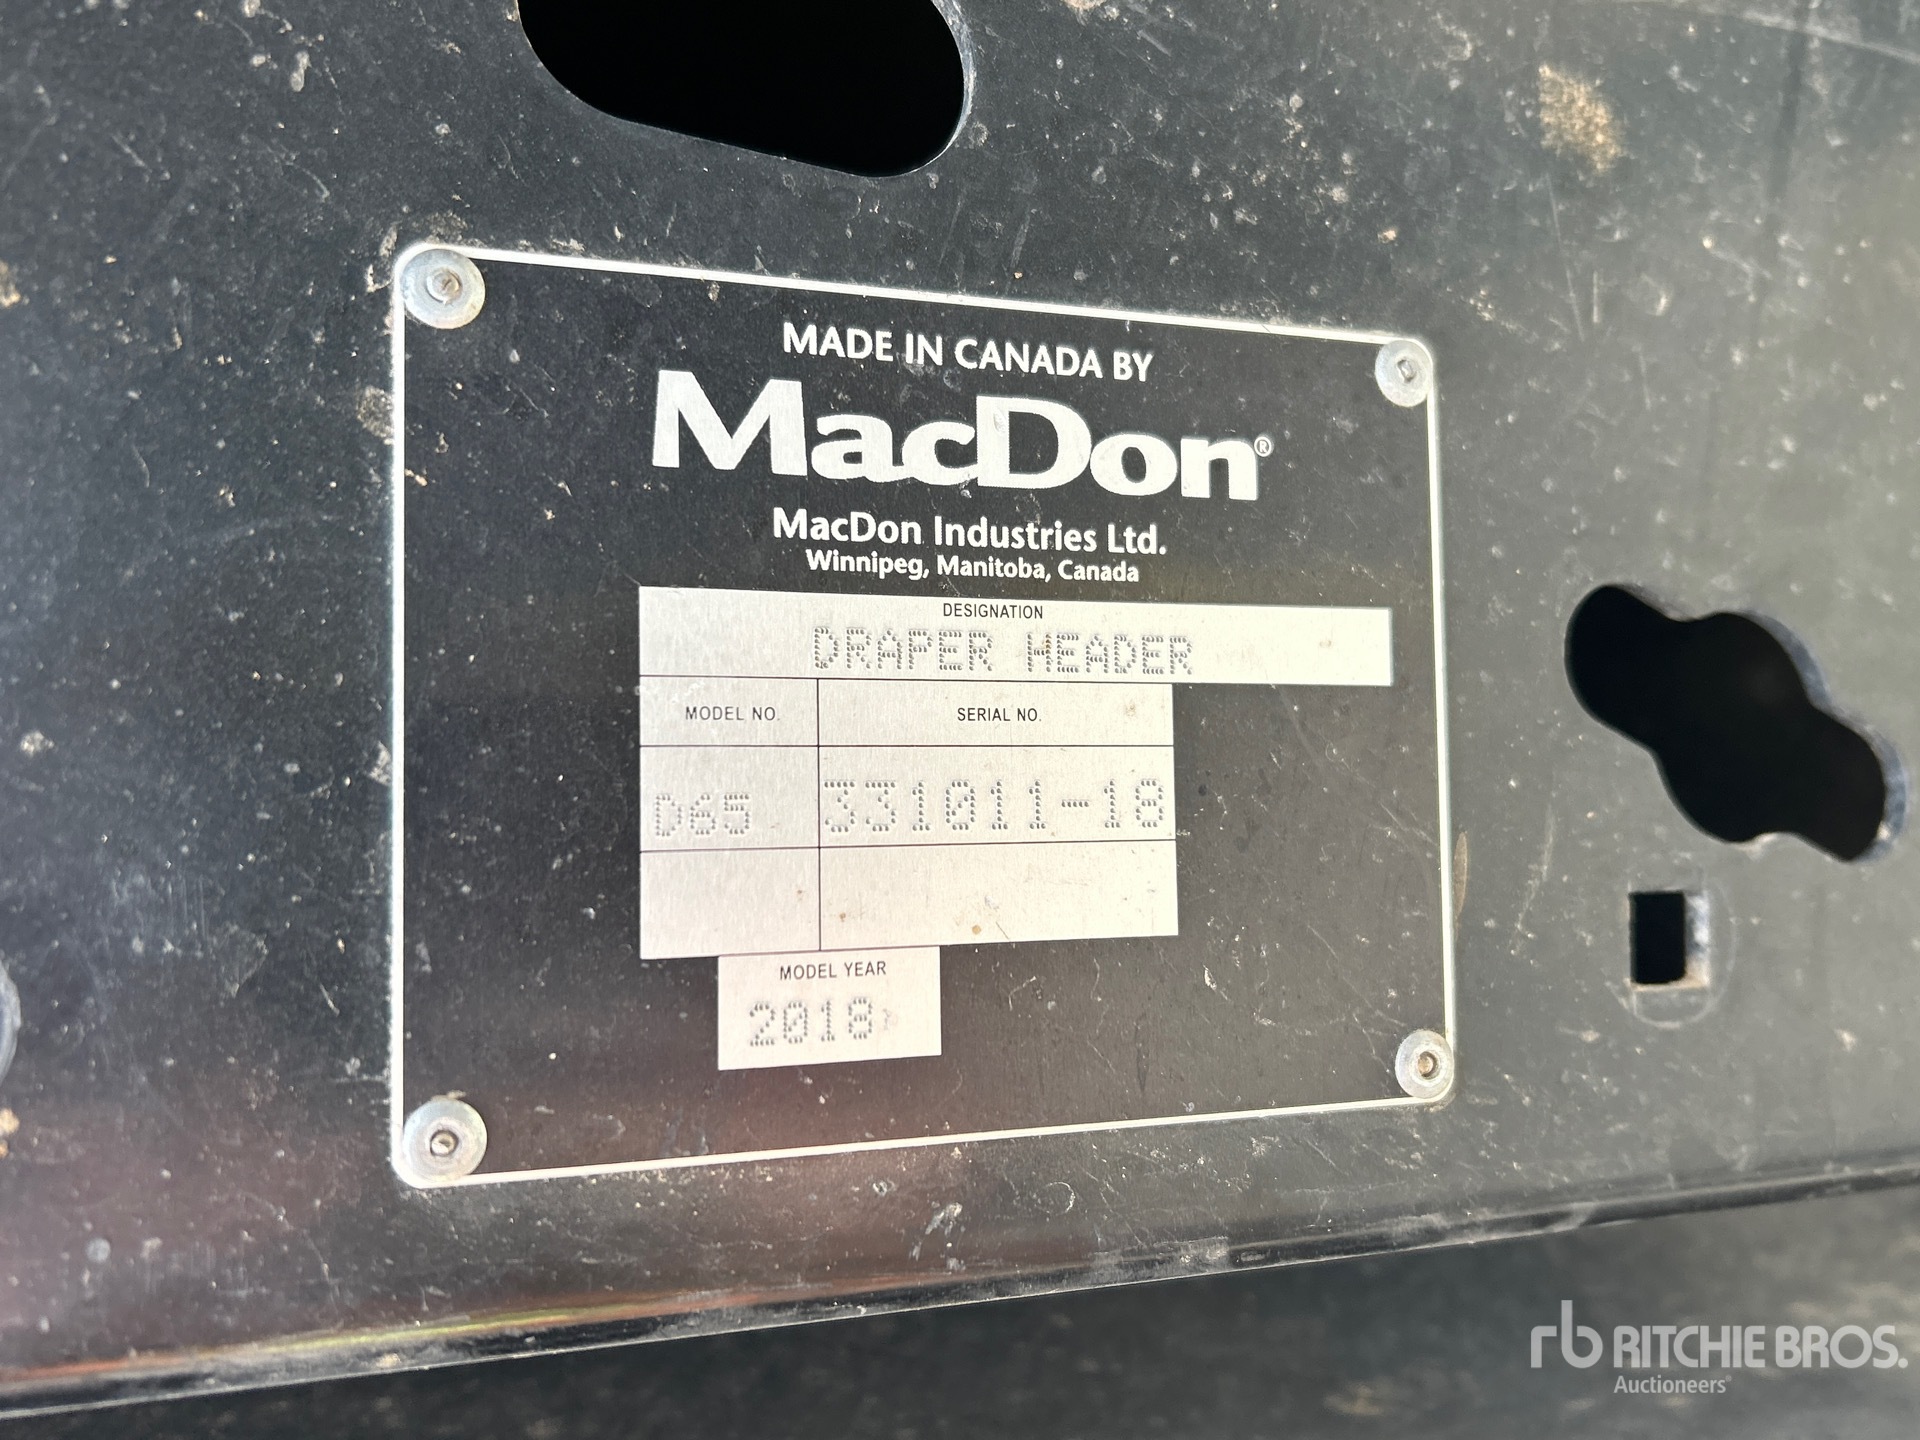 MADE IN CANADA BY
MacDon®
MacDon Industries Ltd.
Winnipeg, Manitoba, Canada
DESIGNATION
DRAPER HEADER
MODEL NO. SERIAL NO.
D65 331011-18
MODEL YEAR
2018
rb RITCHIE BROS.
Auctioneers